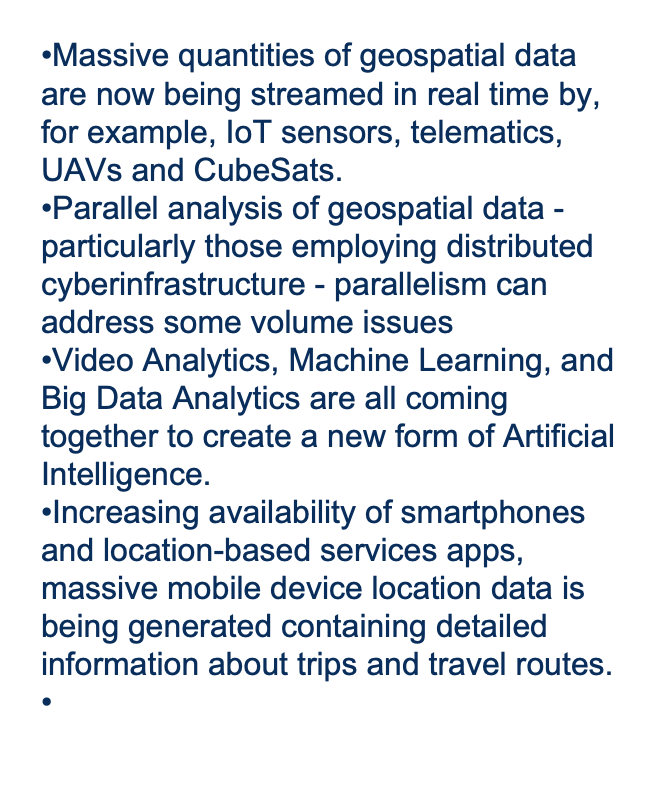 •Massive quantities of geospatial data
are now being streamed in real time by,
for example, IoT sensors, telematics,
UAVs and CubeSats.
•Parallel analysis of geospatial data -
particularly those employing distributed
cyberinfrastructure - parallelism can
address some volume issues
•Video Analytics, Machine Learning, and
Big Data Analytics are all coming
together to create a new form of Artificial
Intelligence.
•Increasing availability of smartphones
and location-based services apps,
massive mobile device location data is
being generated containing detailed
information about trips and travel routes.
•